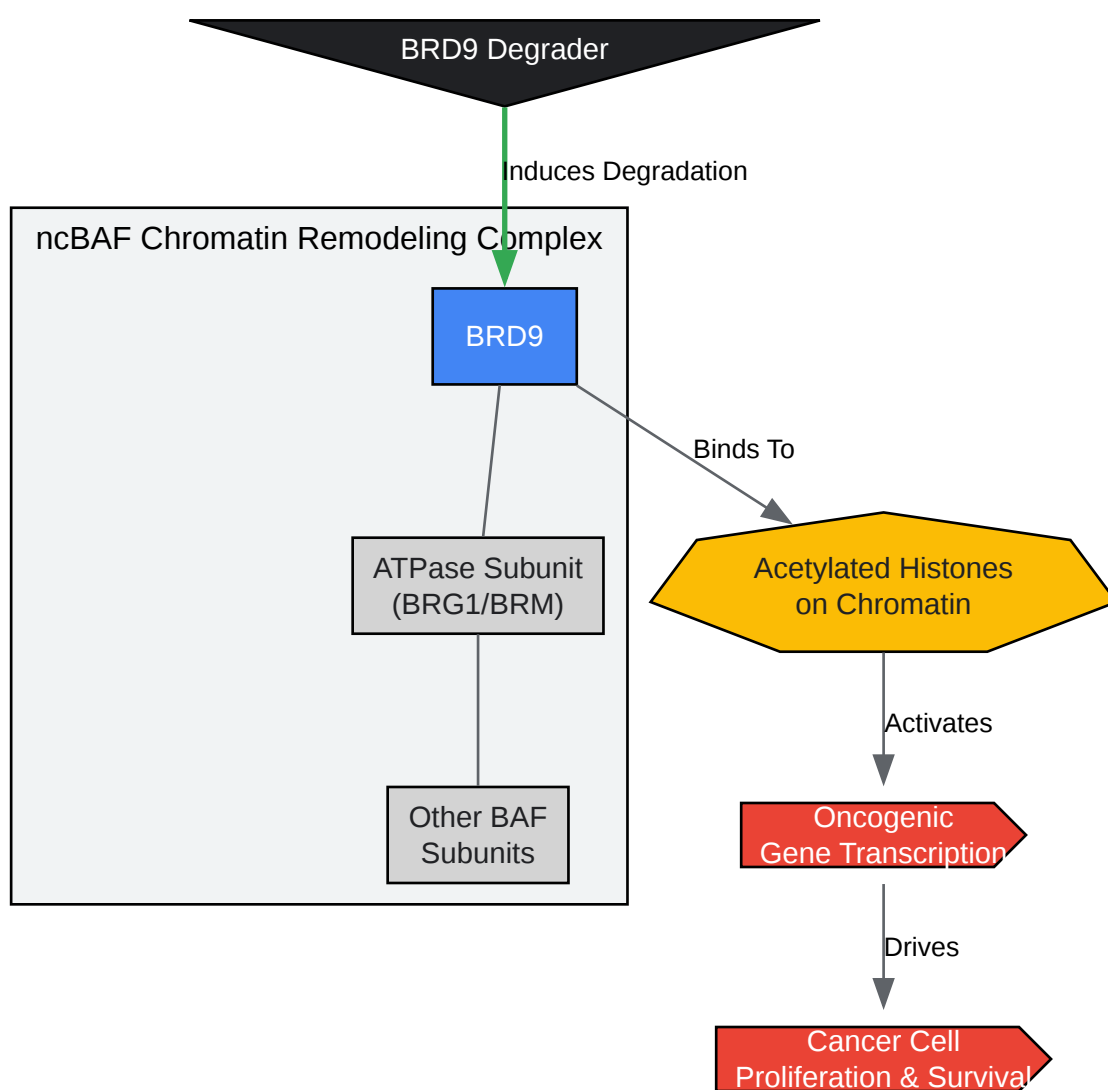 BRD9 Degrader
Induces Degradation
ncBAF Chromatin Remodeling Complex
BRD9
Binds To
ATPase Subunit
(BRG1/BRM)
Acetylated Histones
on Chromatin
Activates
Other BAF
Subunits
Oncogenic
Gene Transcription
Drives
Cancer Cell
Proliferation & Survival